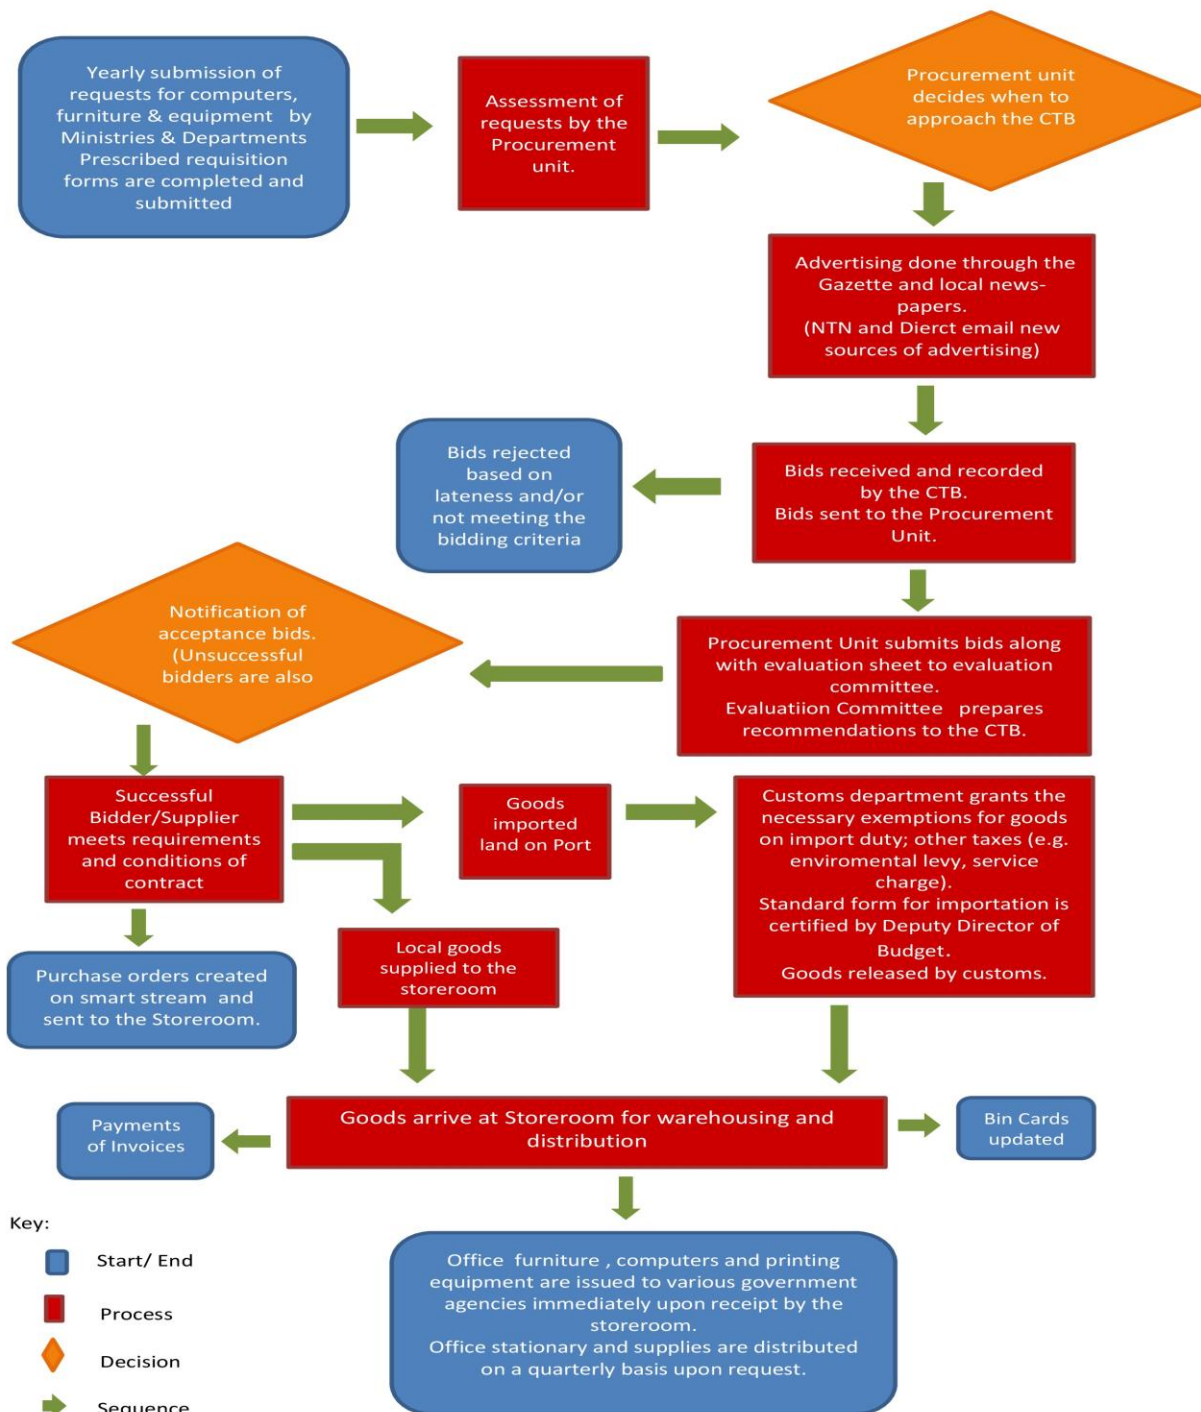 Yearly submission of
requests for computers,
furniture & equipment by
Ministries & Departments
Prescribed requisition
forms are completed and
submitted
Assessment of
requests by the
Procurement
unit.
Procurement unit
decides when to
approach the CTB
Advertising done through the
Gazette and local news-
papers.
(NTN and Dierct email new
sources of advertising)
Bids rejected
based on
lateness and/or
not meeting the
bidding criteria
Bids received and recorded
by the CTB.
Bids sent to the Procurement
Unit.
Notification of
acceptance bids.
(Unsuccessful
bidders are also
Procurement Unit submits bids along
with evaluation sheet to evaluation
committee.
Evaluatiion Committee prepares
recommendations to the CTB.
Successful
Bidder/Supplier
meets requirements
and conditions of
contract
Goods
imported
land on Port
Customs department grants the
necessary exemptions for goods
on import duty; other taxes (e.g.
enviromental levy, service
charge).
Standard form for importation is
certified by Deputy Director of
Budget.
Goods released by customs.
Local goods
supplied to the
storeroom
Purchase orders created
on smart stream and
sent to the Storeroom.
Payments
of Invoices
Goods arrive at Storeroom for warehousing and
distribution
Bin Cards
updated
Office furniture , computers and printing
equipment are issued to various government
agencies immediately upon receipt by the
storeroom.
Office stationary and supplies are distributed
on a quarterly basis upon request.
Key:
Start/ End
Process
Decision
Sequence